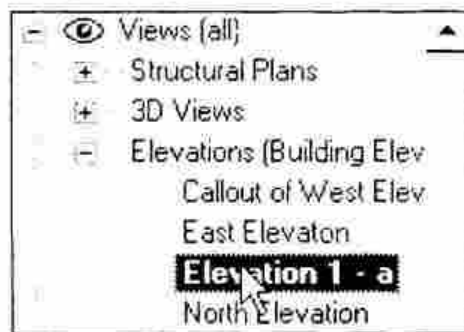 Views (all)
Structural Plans
3D Views
Elevations (Building Elev
Callout of West Elev
East Elevaton
Elevation 1 - a
North Elevation